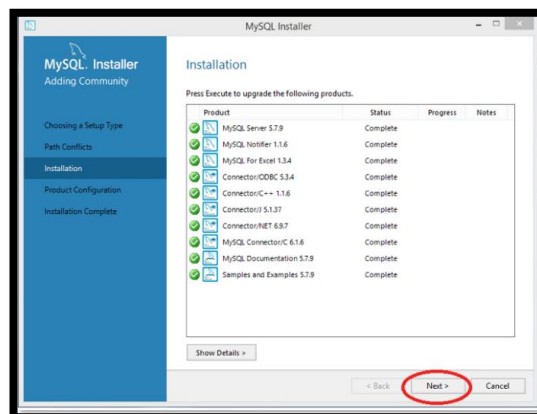 MySQL Installer
MySQL. Installer
Adding Community
Choosing a Setup Type
Path Conflicts
Installation
Product Configuration
Installation Complete
Installation
Press Execute to upgrade the following products.
Product Status Progress Notes
MySQL Server 5.7.9 Complete
MySQL Notifier 1.1.6 Complete
MySQL For Excel 1.3.4 Complete
Connector/ODBC 5.3.4 Complete
Connector/C++ 1.1.6 Complete
Connector/J 5.1.37 Complete
Connector/NET 6.9.7 Complete
MySQL Connector/C 6.1.6 Complete
MySQL Documentation 5.7.9 Complete
Samples and Examples 5.7.9 Complete
Show Details >
< Back Next > Cancel